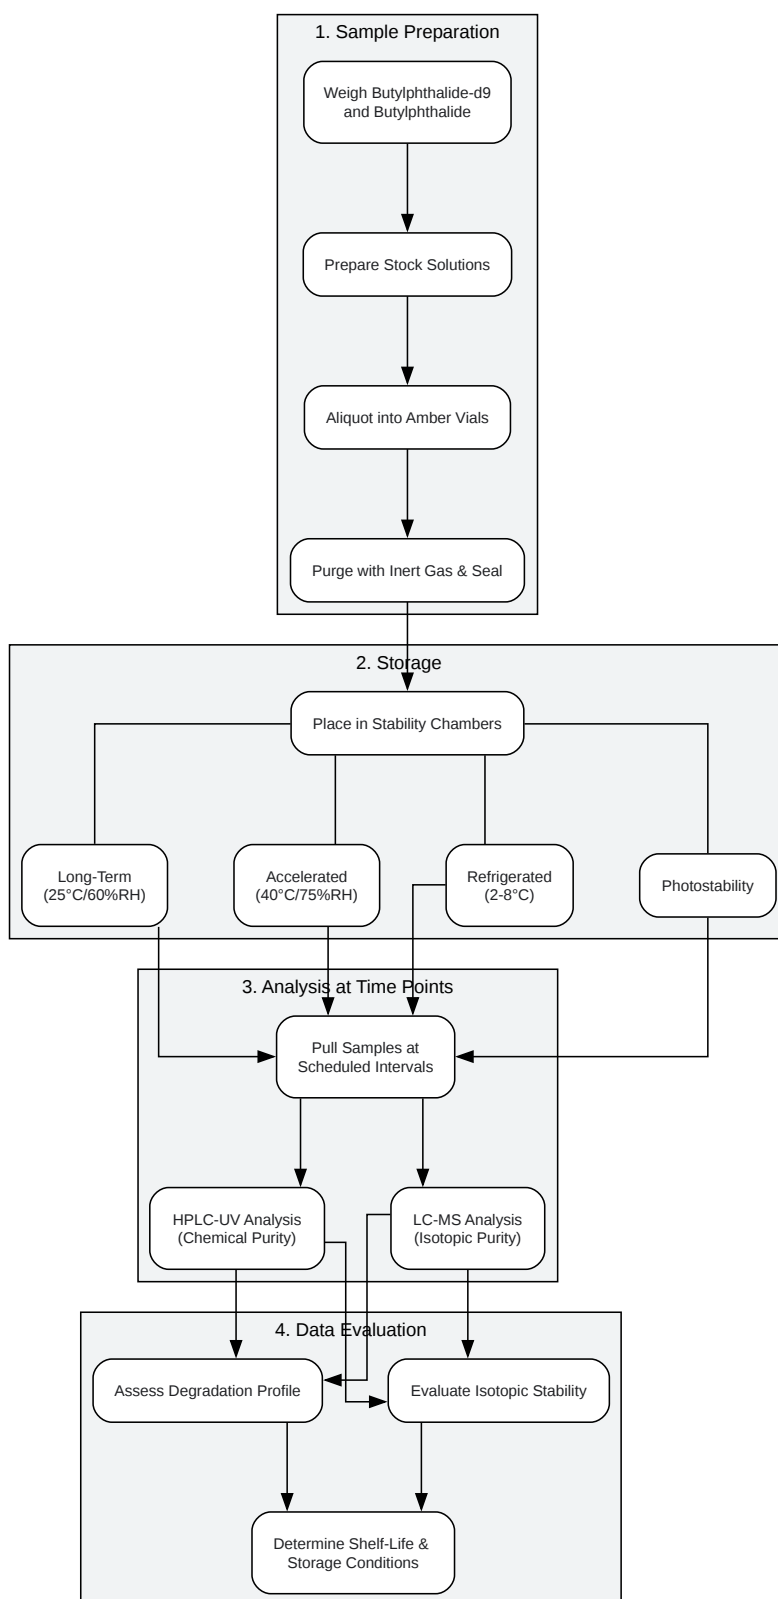 1. Sample Preparation
Weigh Butylphthalide-d9
and Butylphthalide
Prepare Stock Solutions
Aliquot into Amber Vials
Purge with Inert Gas & Seal
2. Storage
Place in Stability Chambers
Long-Term
(25°C/60%RH)
Accelerated
(40°C/75%RH)
Refrigerated
(2-8°C)
Photostability
3. Analysis at Time Points
Pull Samples at
Scheduled Intervals
HPLC-UV Analysis
(Chemical Purity)
LC-MS Analysis
(Isotopic Purity)
4. Data Evaluation
Assess Degradation Profile
Evaluate Isotopic Stability
Determine Shelf-Life &
Storage Conditions